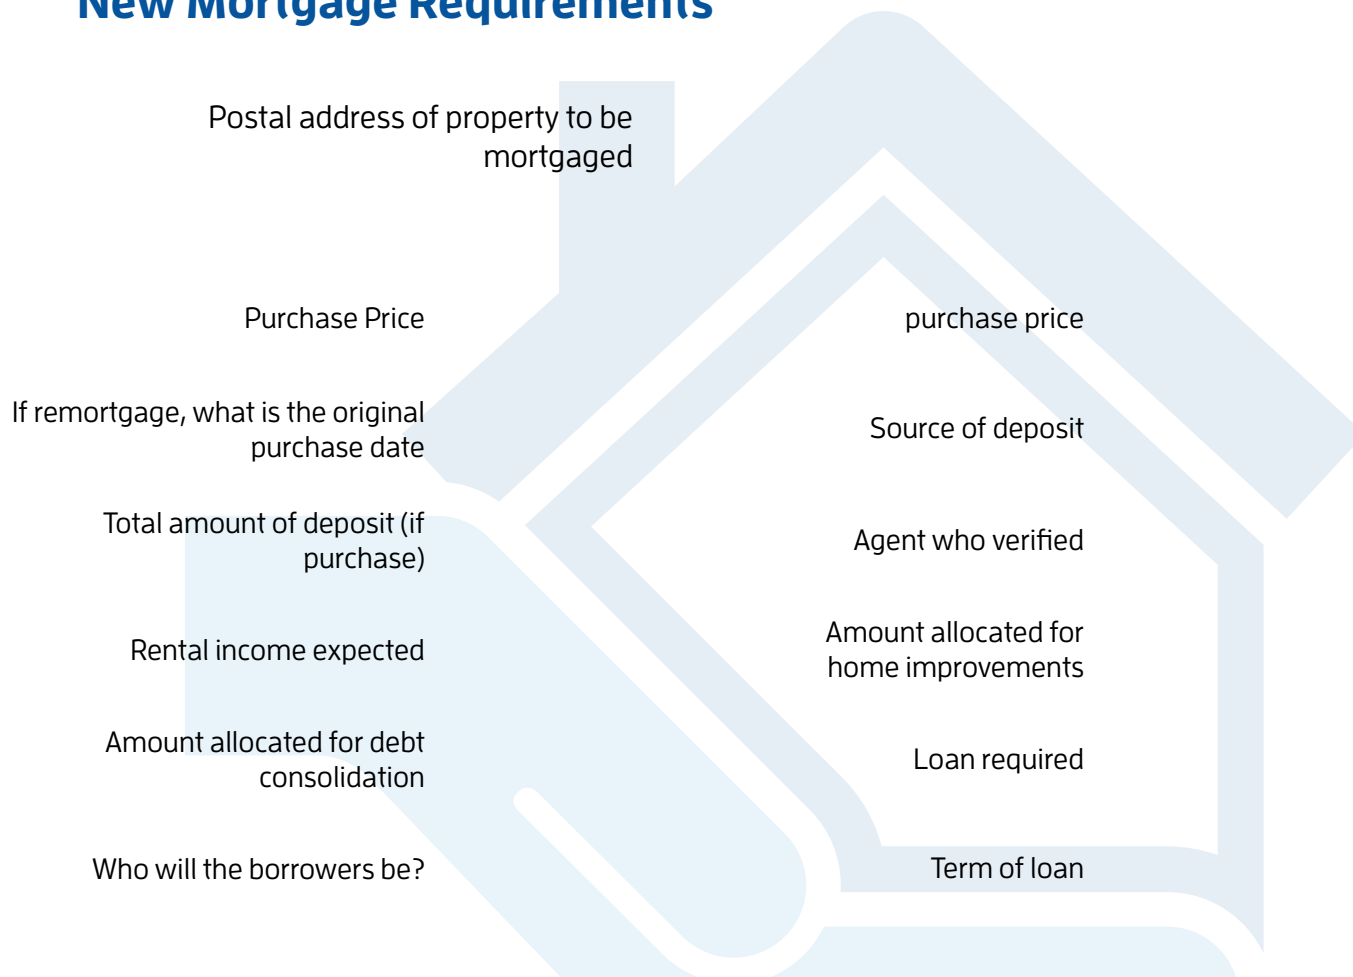 New Mortgage Requirements
Postal address of property to be
mortgaged
Purchase Price
purchase price
If remortgage, what is the original
purchase date
Source of deposit
Total amount of deposit (if
purchase)
Agent who verified
Rental income expected
Amount allocated for
home improvements
Amount allocated for debt
consolidation
Loan required
Who will the borrowers be?
Term of loan